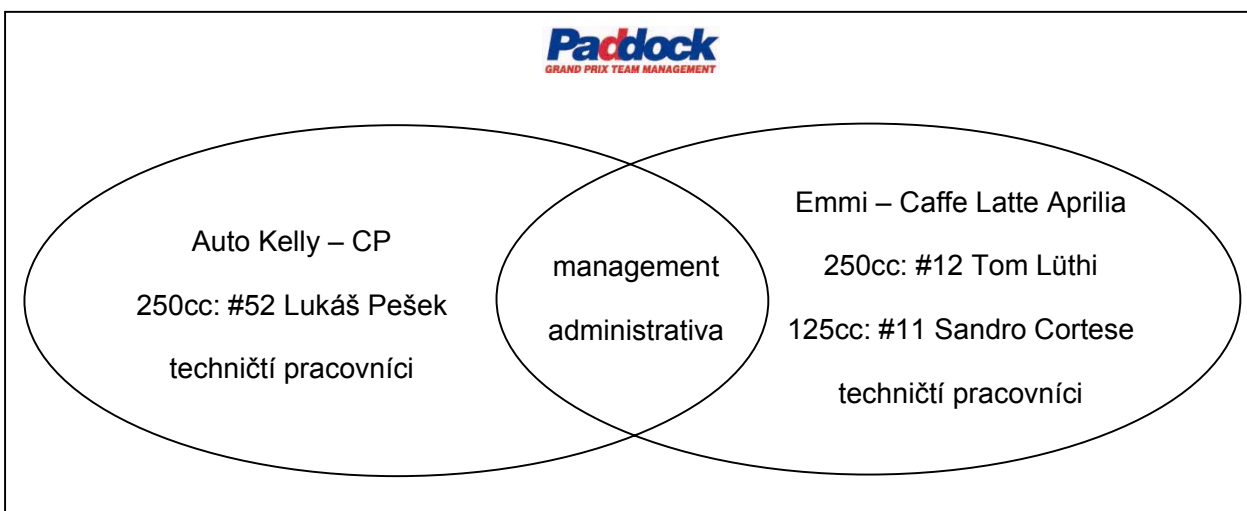 Paddock
GRAND PRIX TEAM MANAGEMENT
Auto Kelly – CP
250cc: #52 Lukáš Pešek
techničtí pracovníci
management
administrativa
Emmi – Caffe Latte Aprilia
250cc: #12 Tom Lüthi
125cc: #11 Sandro Cortese
techničtí pracovníci